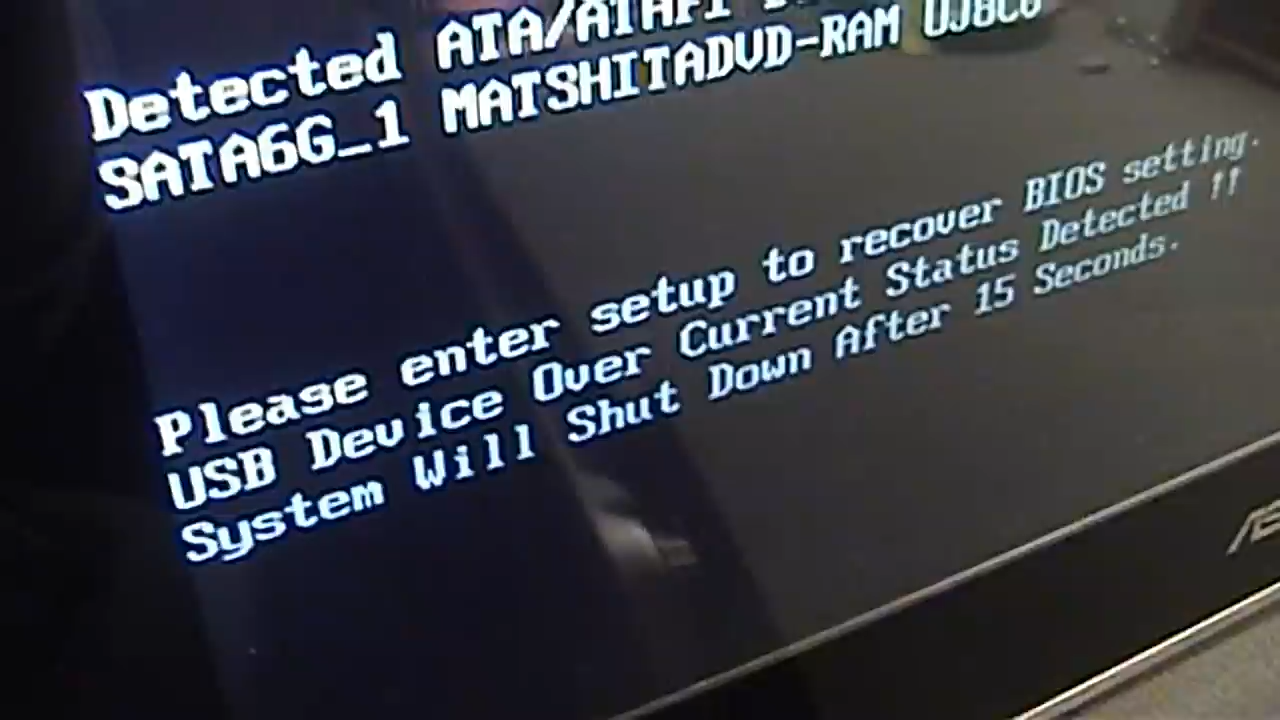 Detected ATA/ATAPI
SATA6G_1 MATSHITADVD-RAM UJ8C0
Please enter setup to recover BIOS setting.
USB Device Over Current Status Detected !!
System Will Shut Down After 15 Seconds.